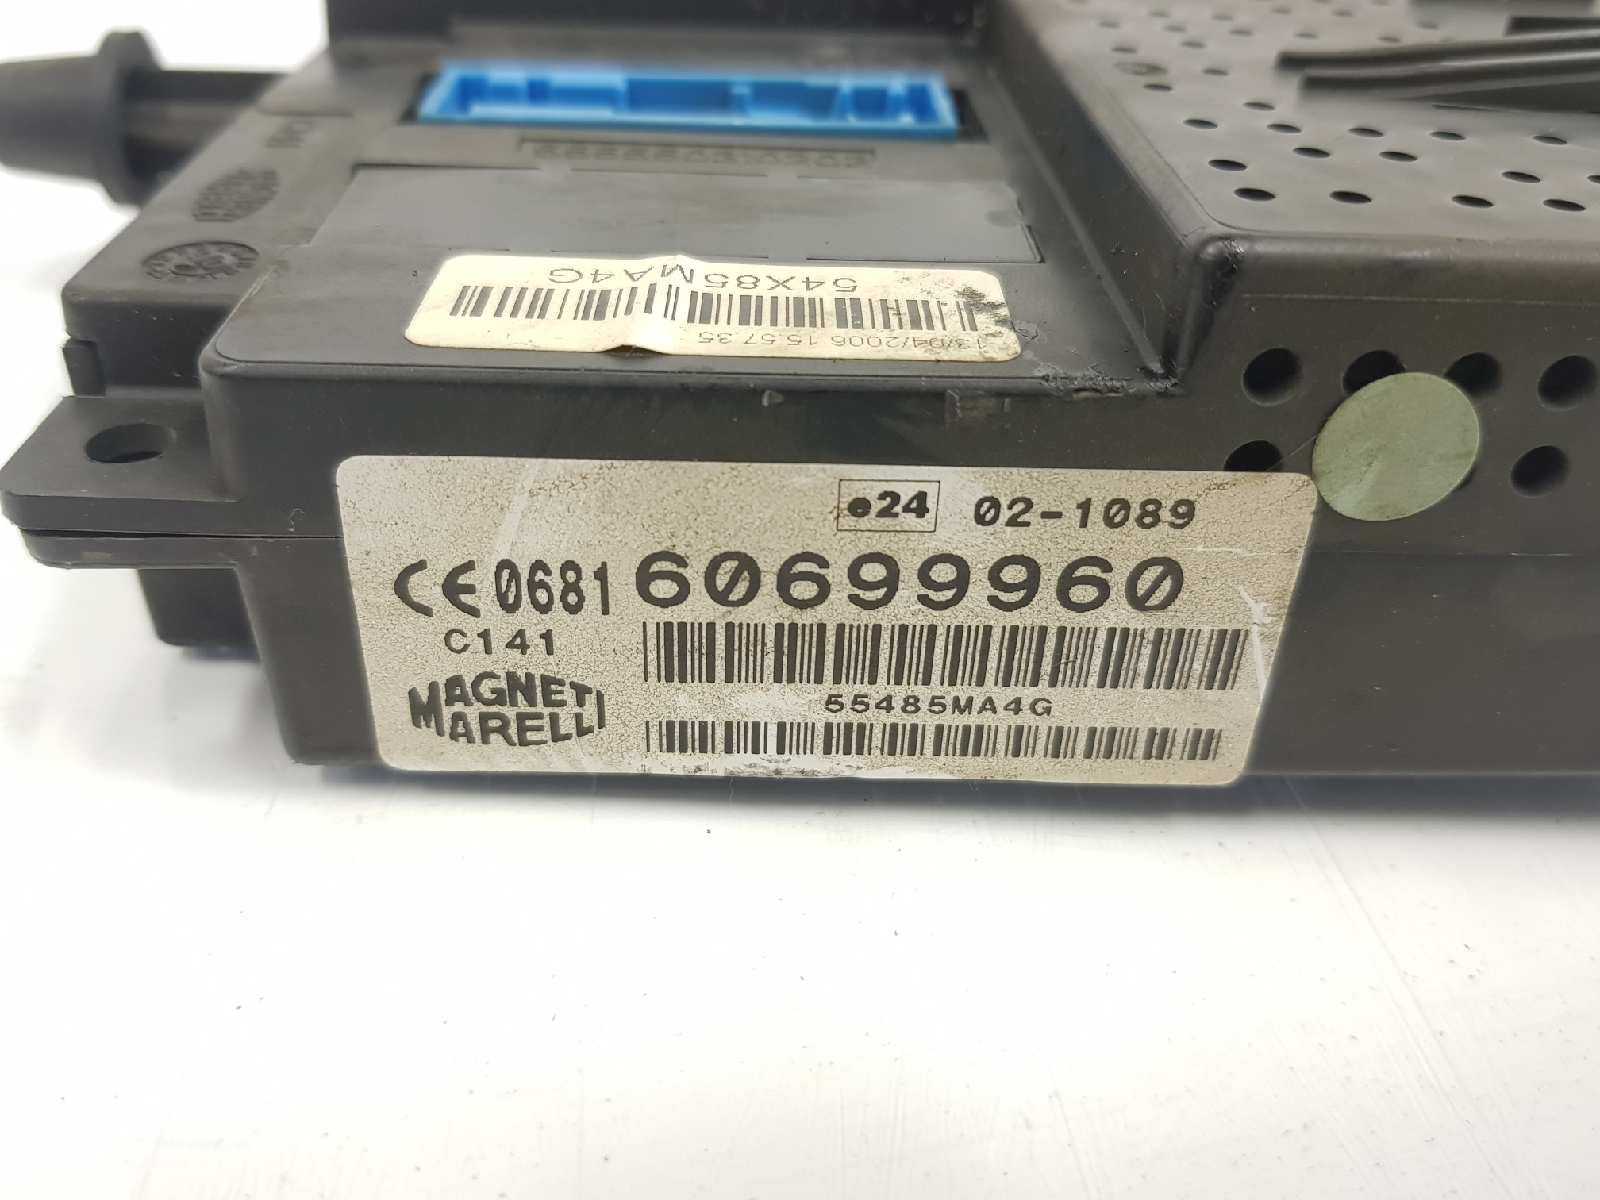 54X85MA4G
13/04/2006 15.57.35
e24 02-1089
CE0681 60699960
C141
MAGNETI
MARELLI
55485MA4G